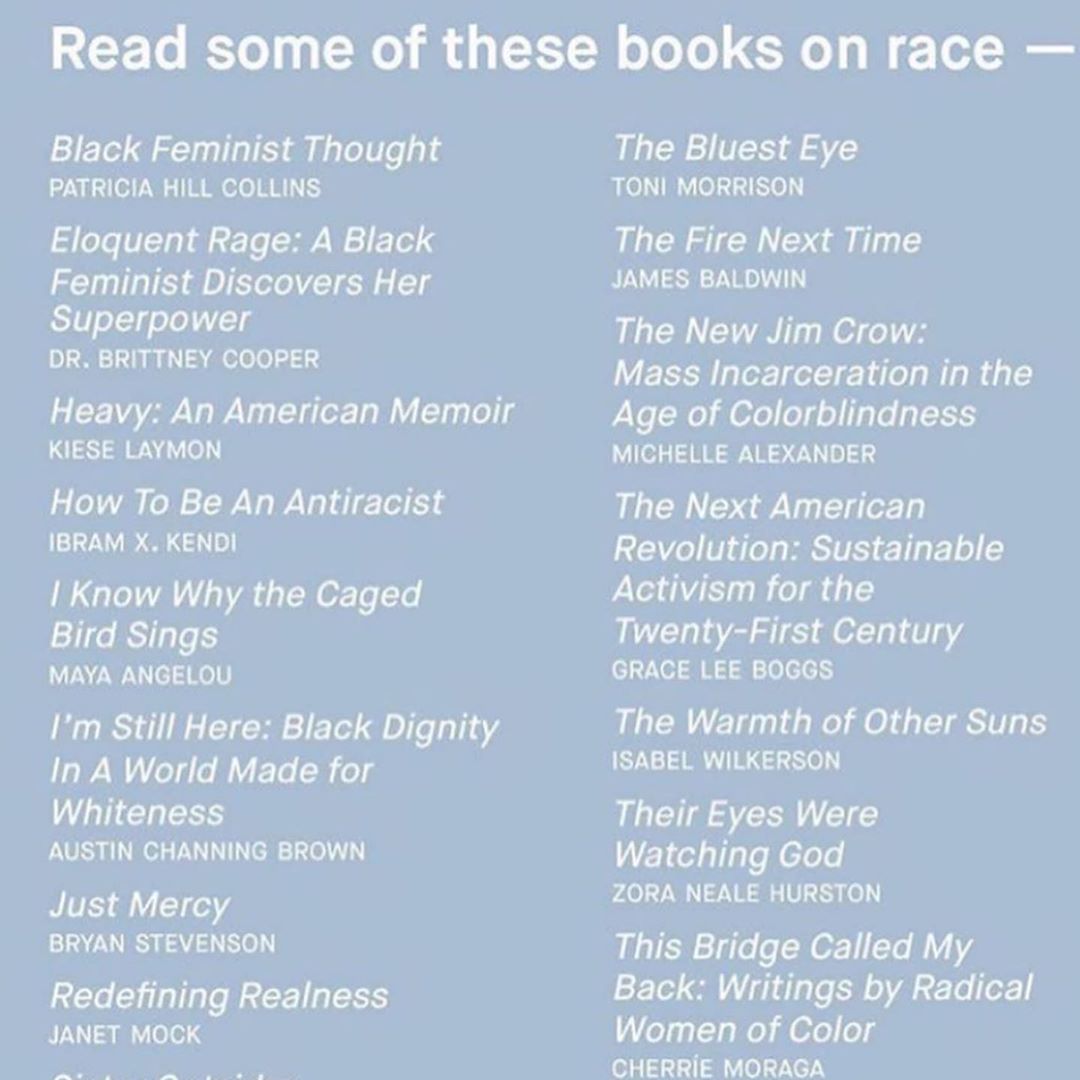 Read some of these books on race —
Black Feminist Thought
PATRICIA HILL COLLINS
Eloquent Rage: A Black
Feminist Discovers Her
Superpower
DR. BRITTNEY COOPER
Heavy: An American Memoir
KIESE LAYMON
How To Be An Antiracist
IBRAM X. KENDI
I Know Why the Caged
Bird Sings
MAYA ANGELOU
I'm Still Here: Black Dignity
In A World Made for
Whiteness
AUSTIN CHANNING BROWN
Just Mercy
BRYAN STEVENSON
Redefining Realness
JANET MOCK
The Bluest Eye
TONI MORRISON
The Fire Next Time
JAMES BALDWIN
The New Jim Crow:
Mass Incarceration in the
Age of Colorblindness
MICHELLE ALEXANDER
The Next American
Revolution: Sustainable
Activism for the
Twenty-First Century
GRACE LEE BOGGS
The Warmth of Other Suns
ISABEL WILKERSON
Their Eyes Were
Watching God
ZORA NEALE HURSTON
This Bridge Called My
Back: Writings by Radical
Women of Color
CHERRÍE MORAGA